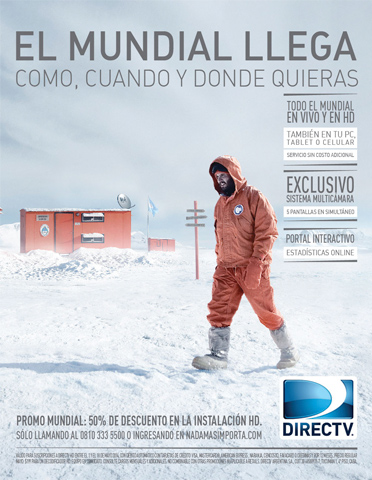 EL MUNDIAL LLEGA
COMO, CUANDO Y DONDE QUIERAS
TODO EL MUNDIAL
EN VIVO Y EN HD
TAMBIÉN EN TU PC,
TABLET O CELULAR
SERVICIO SIN COSTO ADICIONAL
EXCLUSIVO
SISTEMA MULTICÁMARA
5 PANTALLAS EN SIMULTÁNEO
PORTAL INTERACTIVO
ESTADÍSTICAS ONLINE
DIRECTV.
PROMO MUNDIAL: 50% DE DESCUENTO EN LA INSTALACIÓN HD.
SÓLO LLAMANDO AL 0810 333 5500 O INGRESANDO EN NADAMASIMPORTA.COM